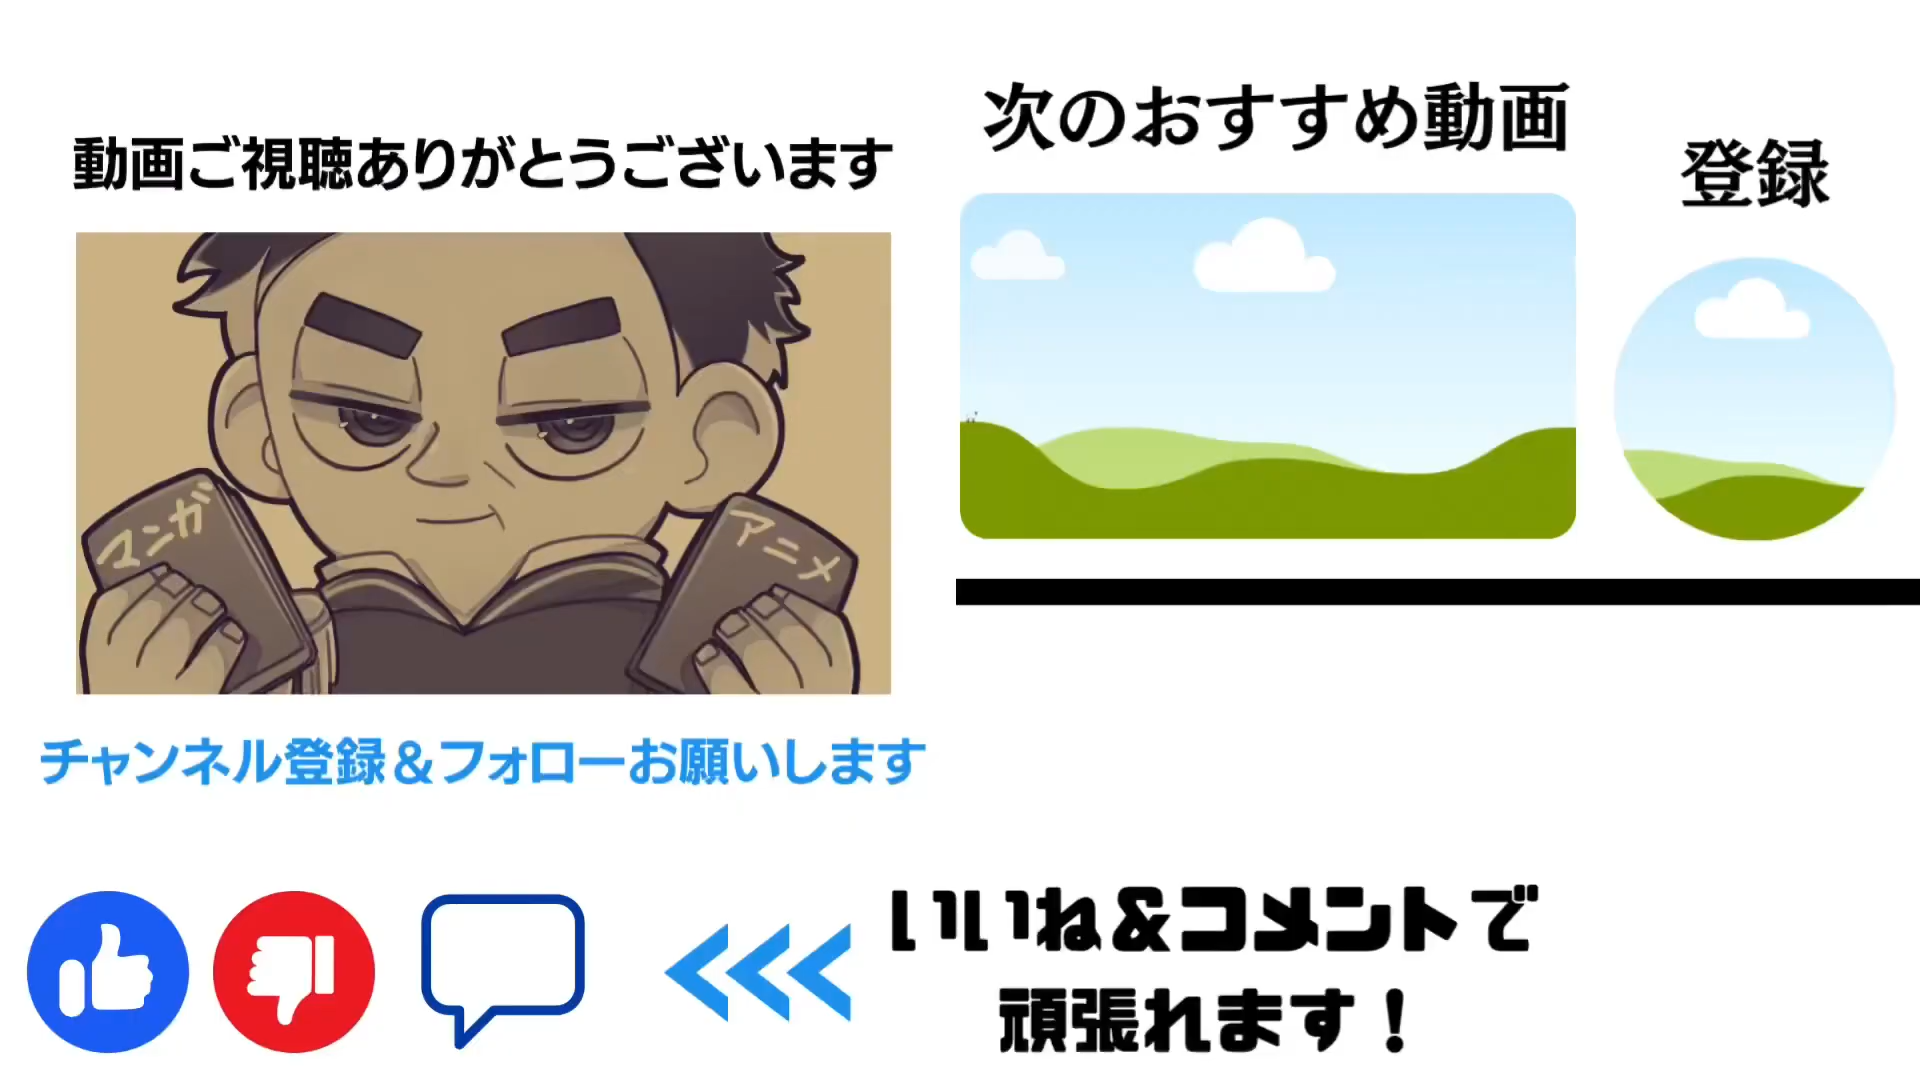 動画ご視聴ありがとうございます
マンガ
アニメ
チャンネル登録＆フォローお願いします
次のおすすめ動画
登録
いいね＆コメントで
頑張れます！